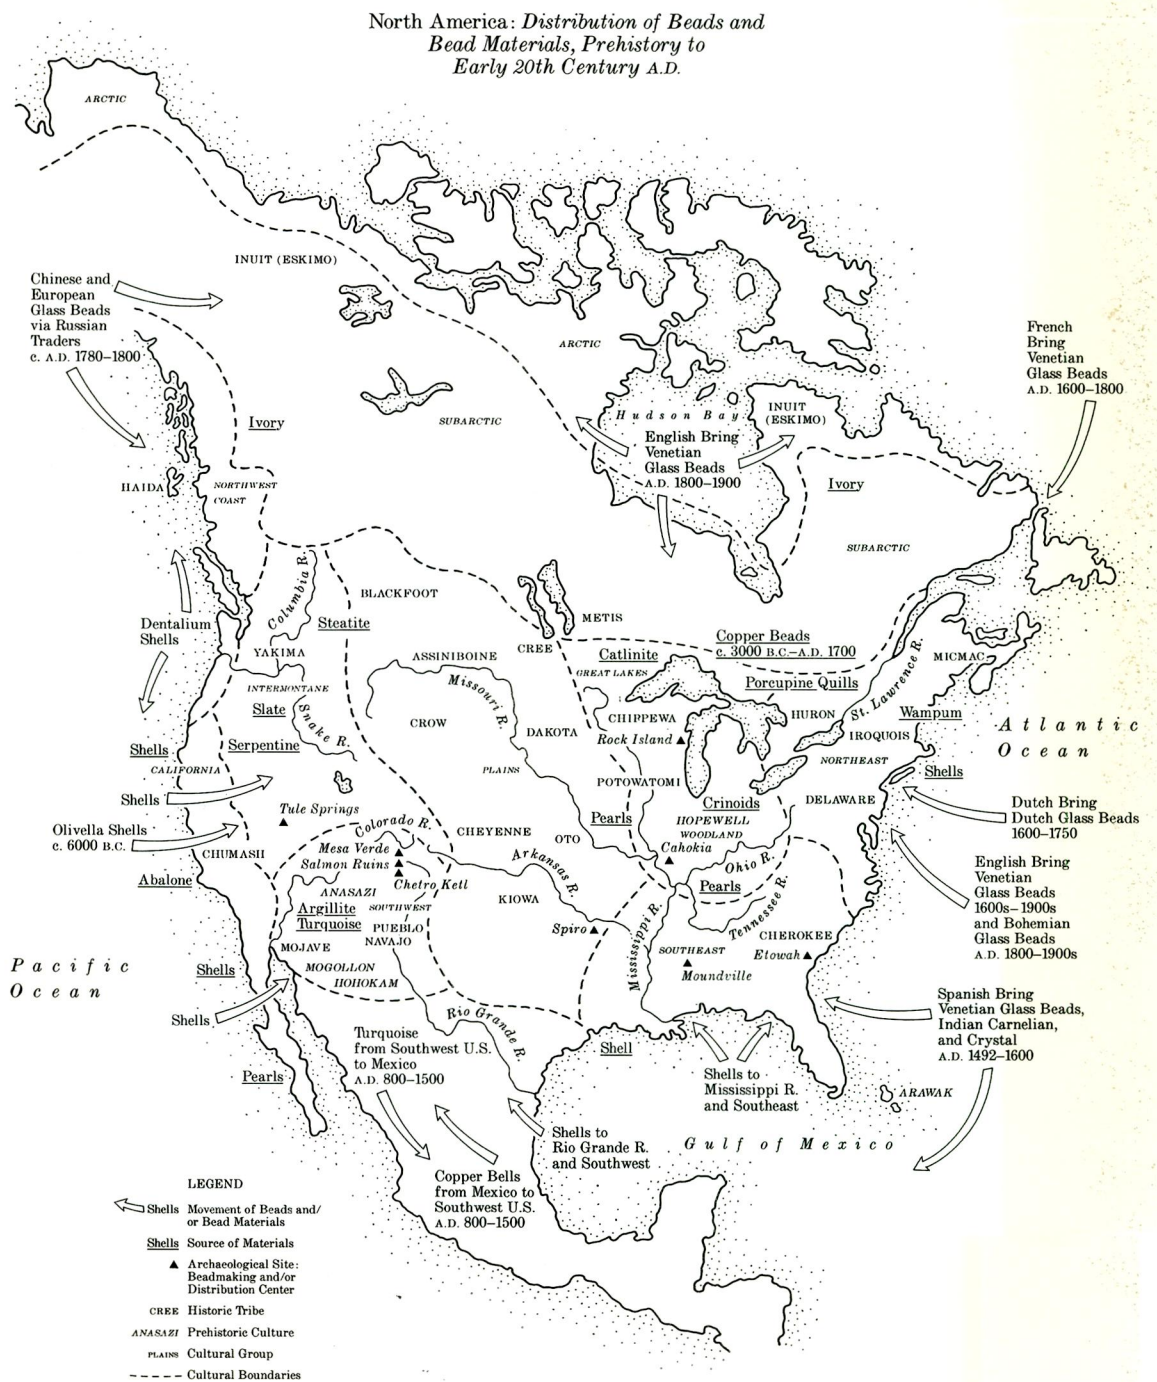 North America: Distribution of Beads and
Bead Materials, Prehistory to
Early 20th Century A.D.
ARCTIC
INUIT (ESKIMO)
Chinese and
European
Glass Beads
via Russian
Traders
c. A.D. 1780–1800
ARCTIC
French
Bring
Venetian
Glass Beads
A.D. 1600–1800
Ivory
SUBARCTIC
Hudson Bay
INUIT
(ESKIMO)
English Bring
Venetian
Glass Beads
A.D. 1800–1900
HAIDA
NORTHWEST
COAST
Ivory
SUBARCTIC
Columbia R.
BLACKFOOT
Dentalium
Shells
Steatite
METIS
CREE
Copper Beads
c. 3000 B.C.–A.D. 1700
YAKIMA
ASSINIBOINE
Catlinite
GREAT LAKES
MICMAC
INTERMONTANE
Missouri R.
Porcupine Quills
St. Lawrence R.
Slate
Snake R.
CROW
DAKOTA
CHIPPEWA
HURON
Wampum
Atlantic
Ocean
Shells
Serpentine
Rock Island
IROQUOIS
CALIFORNIA
PLAINS
NORTHEAST
Shells
POTOWATOMI
Shells
Tule Springs
Crinoids
DELAWARE
Dutch Bring
Dutch Glass Beads
1600–1750
Olivella Shells
c. 6000 B.C.
Colorado R.
CHEYENNE
OTO
Pearls
HOPEWELL
WOODLAND
Mesa Verde
Cahokia
CHUMASH
Salmon Ruins
Arkansas R.
Ohio R.
English Bring
Venetian
Glass Beads
1600s–1900s
and Bohemian
Glass Beads
A.D. 1800–1900s
Abalone
Chetro Ketl
ANASAZI
KIOWA
Pearls
Argillite
Turquoise
SOUTHWEST
Tennessee R.
PUEBLO
NAVAJO
Spiro
Mississippi R.
CHEROKEE
MOJAVE
SOUTHEAST
Etowah
Pacific
Ocean
Shells
MOGOLLON
HOHOKAM
Moundville
Shells
Rio Grande R.
Spanish Bring
Venetian Glass Beads,
Indian Carnelian,
and Crystal
A.D. 1492–1600
Turquoise
from Southwest U.S.
to Mexico
A.D. 800–1500
Shell
Pearls
Shells to
Mississippi R.
and Southeast
ARAWAK
Shells to
Rio Grande R.
and Southwest
Gulf of Mexico
Copper Bells
from Mexico to
Southwest U.S.
A.D. 800–1500
LEGEND
Shells Movement of Beads and/
or Bead Materials
Shells Source of Materials
Archaeological Site:
Beadmaking and/or
Distribution Center
CREE Historic Tribe
ANASAZI Prehistoric Culture
PLAINS Cultural Group
Cultural Boundaries